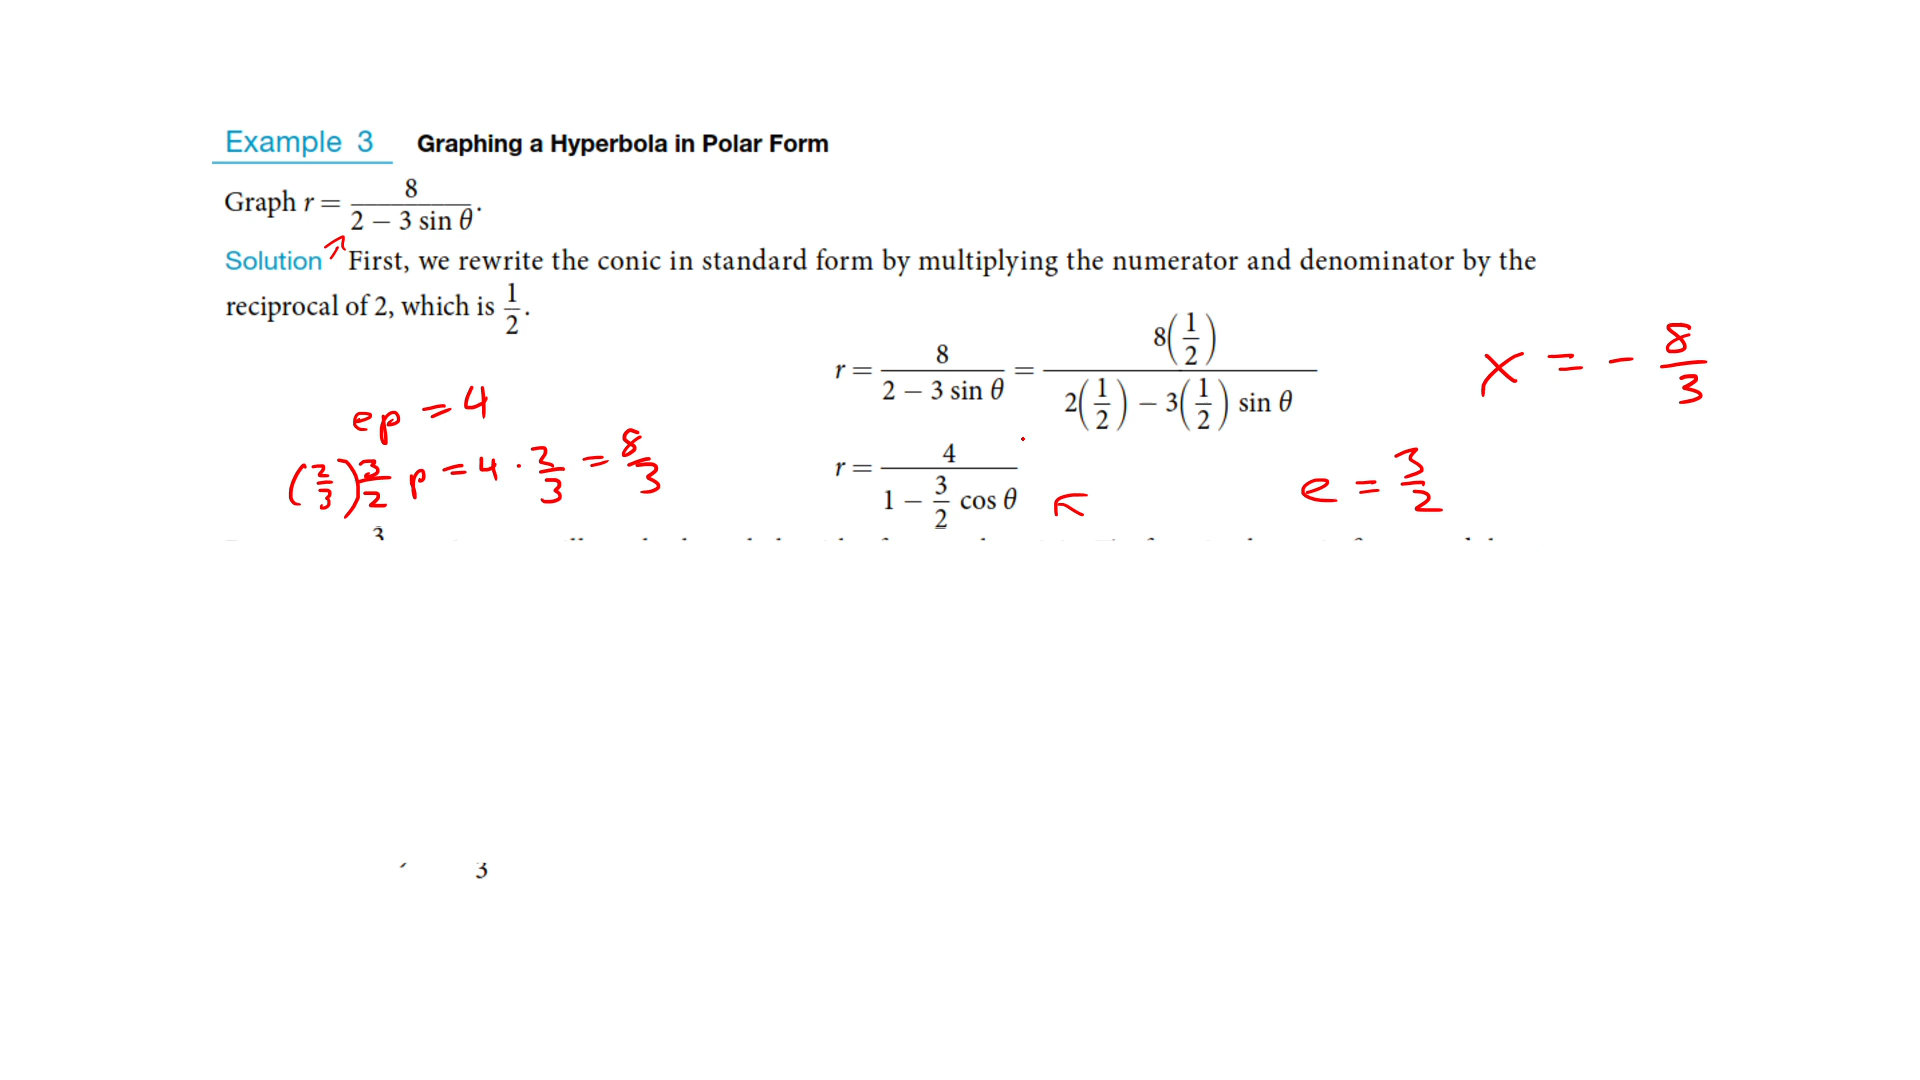 Example 3 Graphing a Hyperbola in Polar Form
Graph r = 8 / (2 − 3 sin θ).
Solution First, we rewrite the conic in standard form by multiplying the numerator and denominator by the
reciprocal of 2, which is 1/2.
r = 8 / (2 − 3 sin θ) = 8(1/2) / (2(1/2) − 3(1/2) sin θ)
x = − 8/3
ep = 4
(2/3) 3/2 p = 4 · 2/3 = 8/3
r = 4 / (1 − 3/2 cos θ)
e = 3/2
3
3